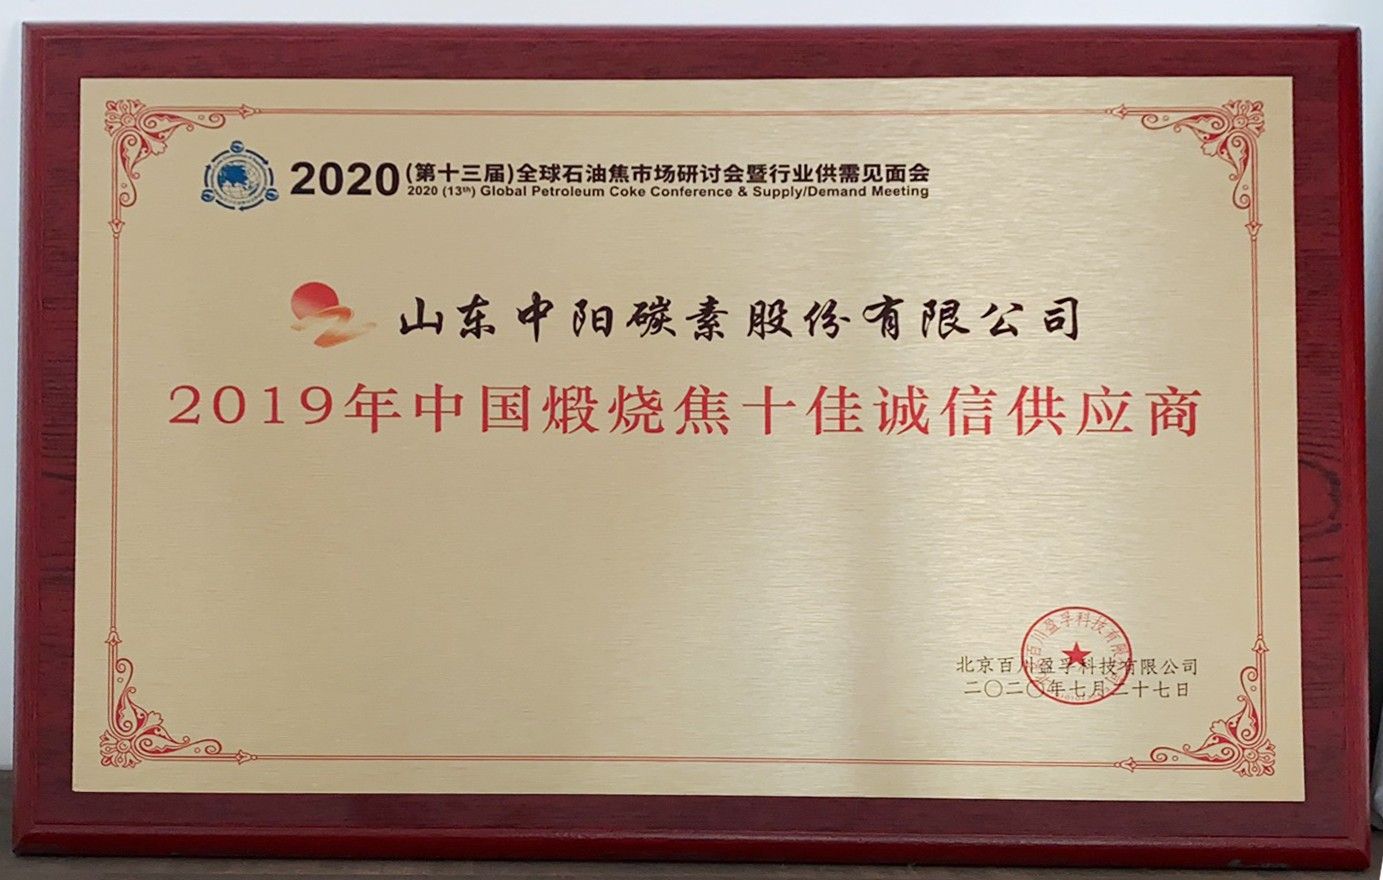 2020(第十三届)全球石油焦市场研讨会暨行业供需见面会
2020 (13th) Global Petroleum Coke Conference & Supply/Demand Meeting
山东中阳碳素股份有限公司
2019年中国煅烧焦十佳诚信供应商
北京百川盈孚科技有限公司
二〇二〇年七月二十七日